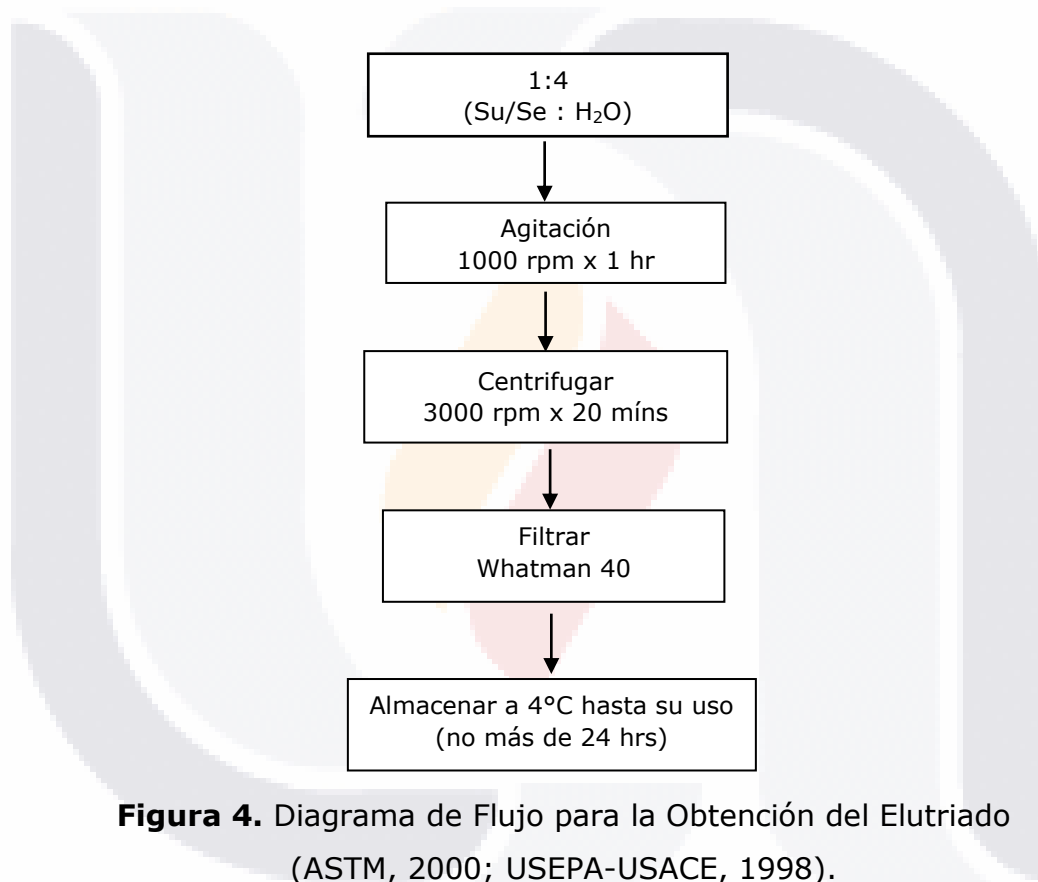 1:4
(Su/Se : H₂O)
Agitación
1000 rpm x 1 hr
Centrifugar
3000 rpm x 20 míns
Filtrar
Whatman 40
Almacenar a 4°C hasta su uso
(no más de 24 hrs)
Figura 4. Diagrama de Flujo para la Obtención del Elutriado
(ASTM, 2000; USEPA-USACE, 1998).